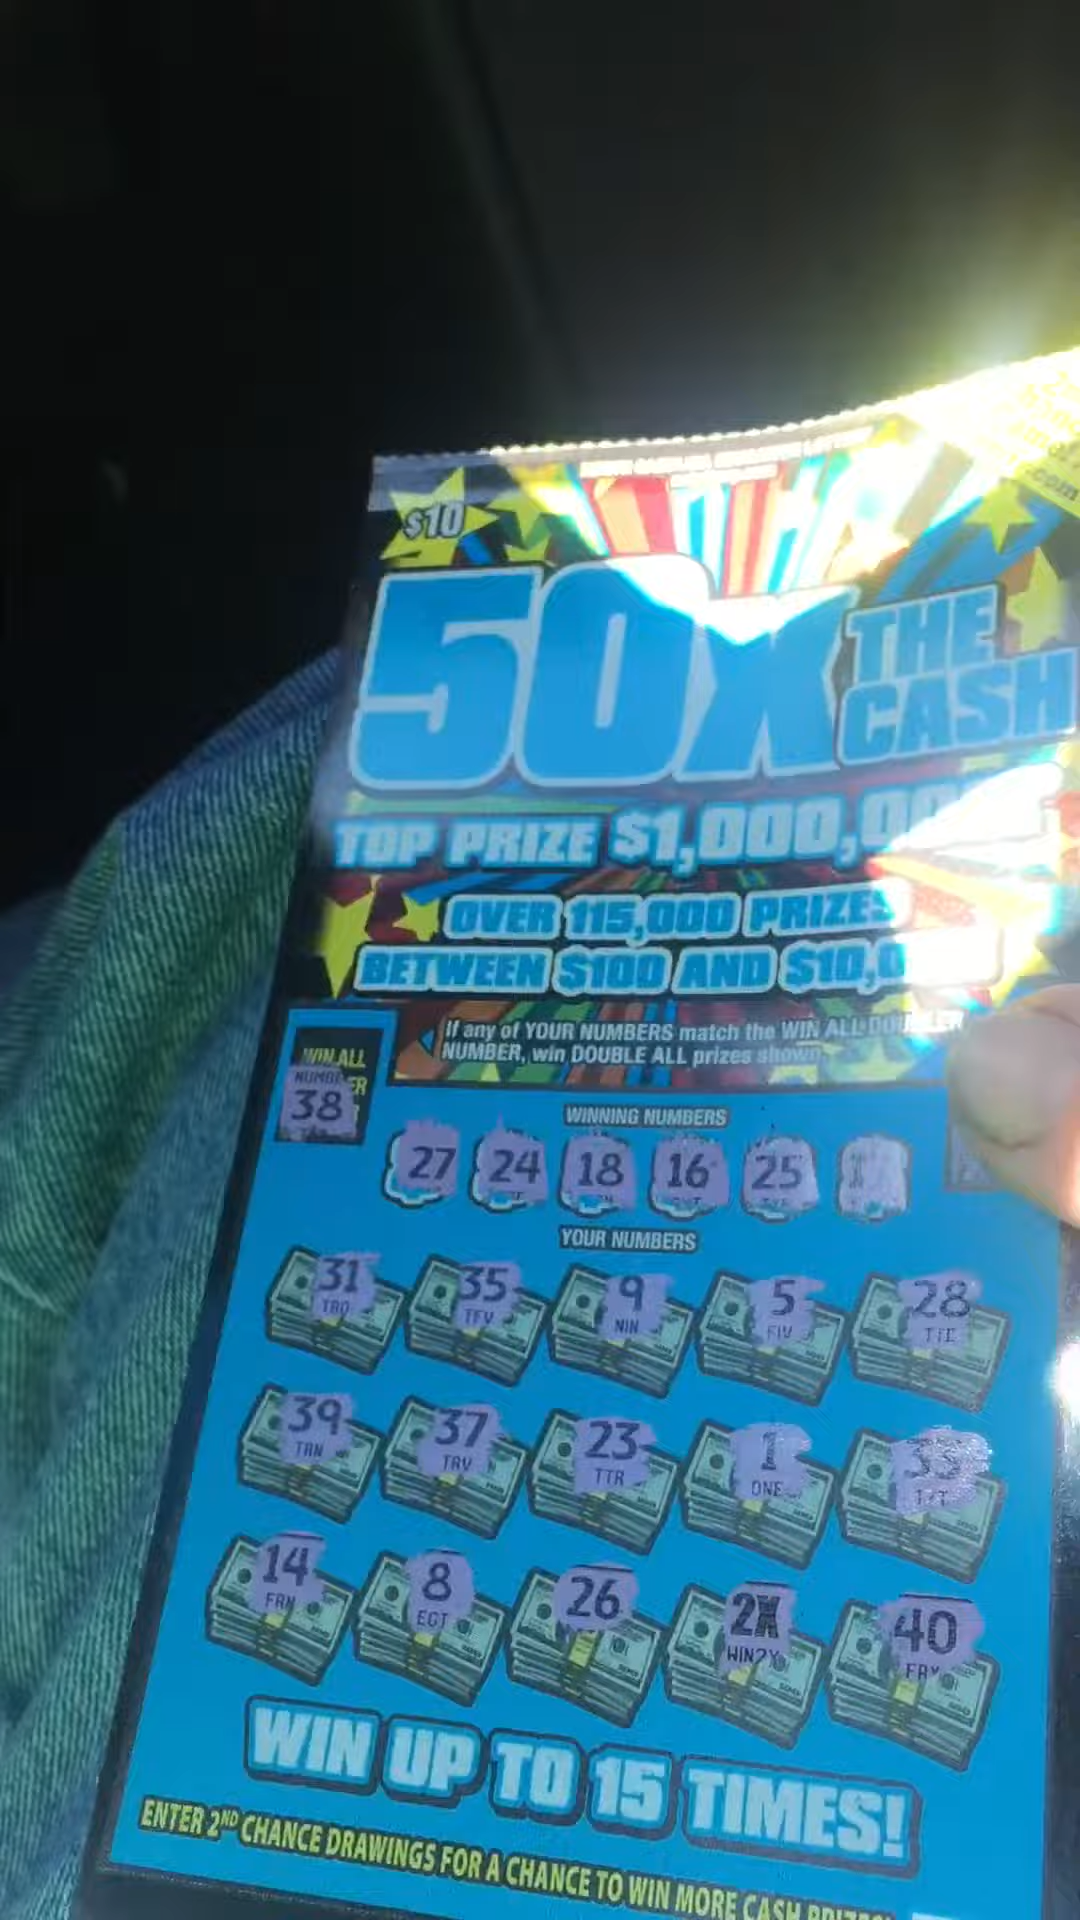 $10
50X THE CASH
TOP PRIZE $1,000,
OVER 115,000 PRIZES
BETWEEN $100 AND $10,0
If any of YOUR NUMBERS match the WIN ALL DOUBLER
NUMBER, win DOUBLE ALL prizes shown.
WIN ALL
NUMBER
38
WINNING NUMBERS
27 24 18 16 25
YOUR NUMBERS
31 35 9 5 28
TRO TFV NIN FIV TTE
39 37 23 1 33
TRN TRV TTR ONE
14 8 26 2X 40
FRN EGT WIN2X FRY
WIN UP TO 15 TIMES!
ENTER 2ND CHANCE DRAWINGS FOR A CHANCE TO WIN MORE CASH PRIZES!